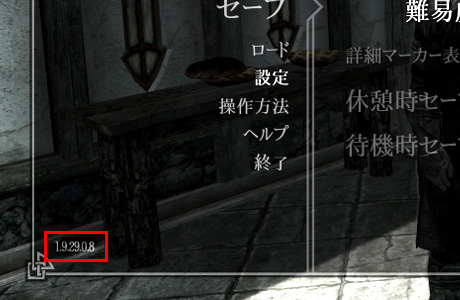 セーブ
ロード
設定
操作方法
ヘルプ
終了
難易
詳細マーカー表
休憩時セー
待機時セー
1.9.29.0.8